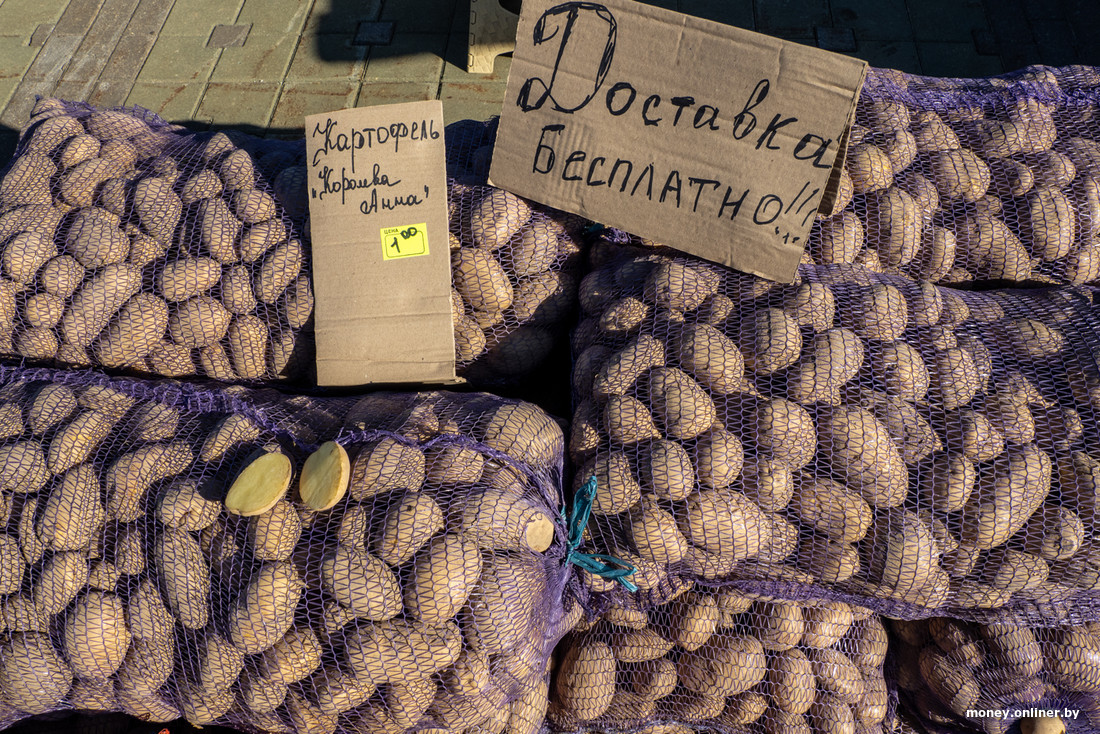 Картофель
"Королева
Анна"
ЦЕНА
1 00
Доставка
Бесплатно!!!
money.onliner.by